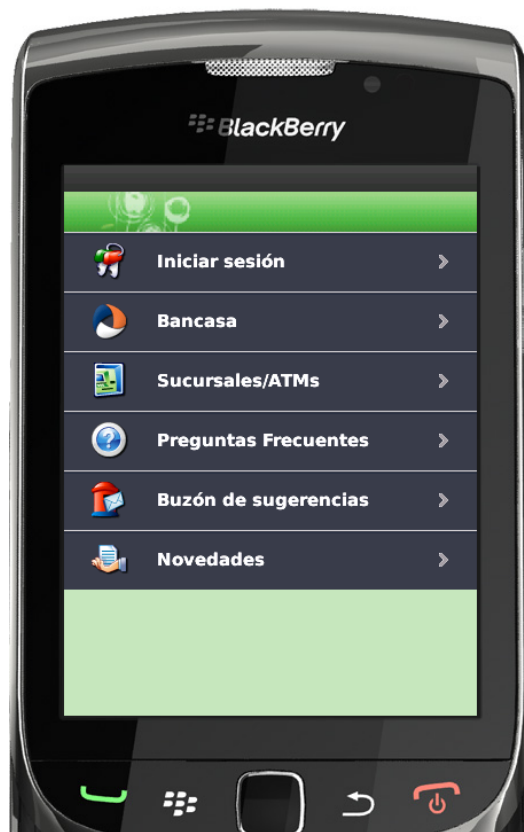 BlackBerry
Iniciar sesión
Bancasa
Sucursales/ATMs
Preguntas Frecuentes
Buzón de sugerencias
Novedades